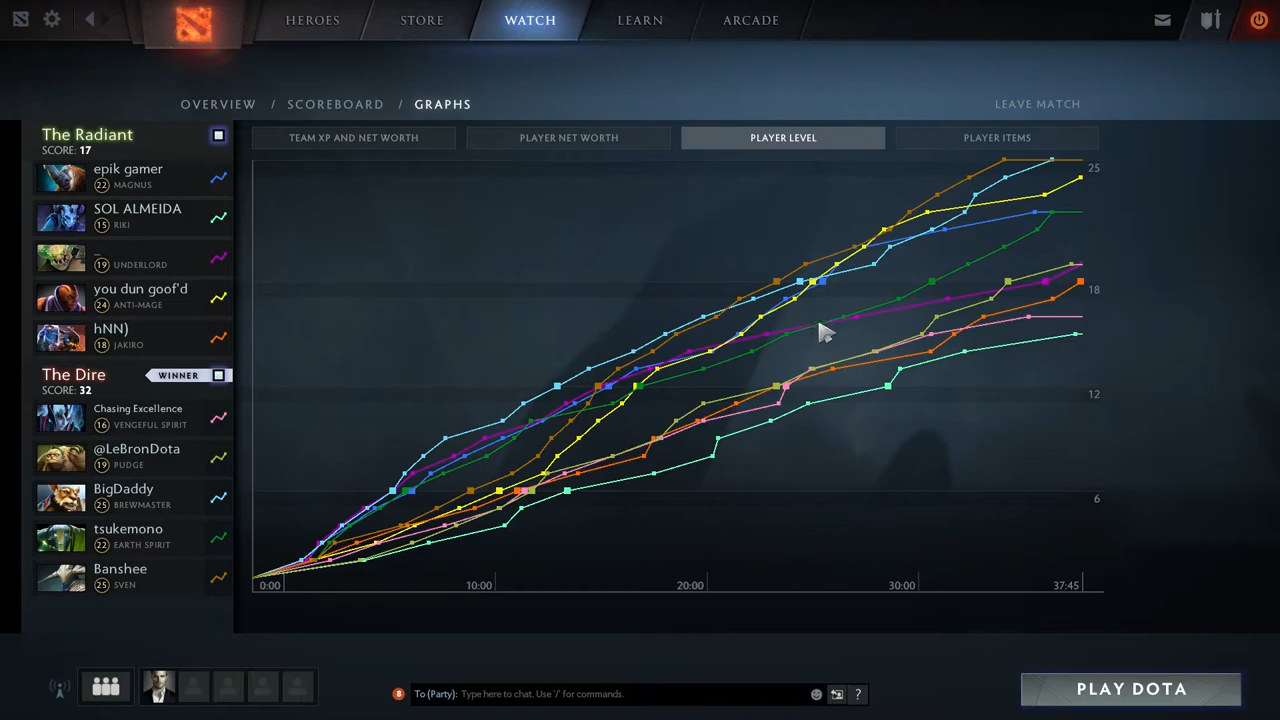 HEROES
STORE
WATCH
LEARN
ARCADE
OVERVIEW / SCOREBOARD / GRAPHS
LEAVE MATCH
The Radiant
SCORE: 17
epik gamer
22 MAGNUS
SOL ALMEIDA
15 RIKI
19 UNDERLORD
you dun goof'd
24 ANTI-MAGE
hNN)
18 JAKIRO
The Dire
WINNER
SCORE: 32
Chasing Excellence
16 VENGEFUL SPIRIT
@LeBronDota
19 PUDGE
BigDaddy
25 BREWMASTER
tsukemono
22 EARTH SPIRIT
Banshee
25 SVEN
TEAM XP AND NET WORTH
PLAYER NET WORTH
PLAYER LEVEL
PLAYER ITEMS
25
18
12
6
0:00
10:00
20:00
30:00
37:45
8
To (Party): Type here to chat. Use '/' for commands.
?
PLAY DOTA